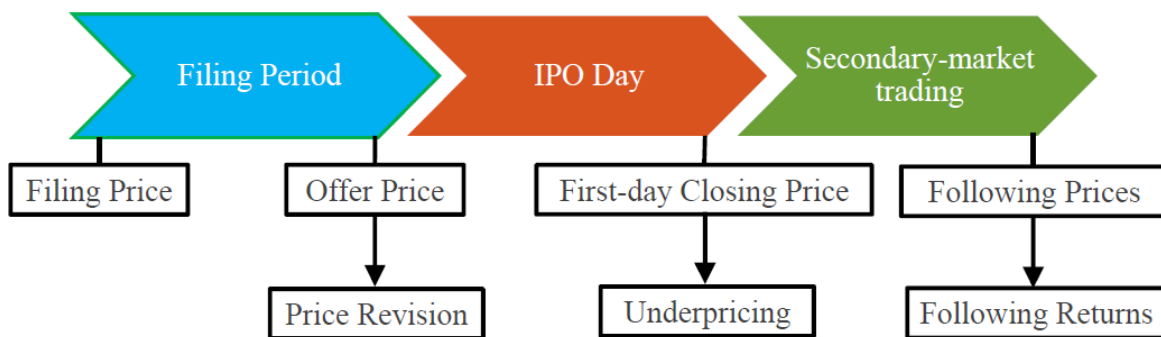 Filing Period
IPO Day
Secondary-market
trading
Filing Price
Offer Price
First-day Closing Price
Following Prices
Price Revision
Underpricing
Following Returns